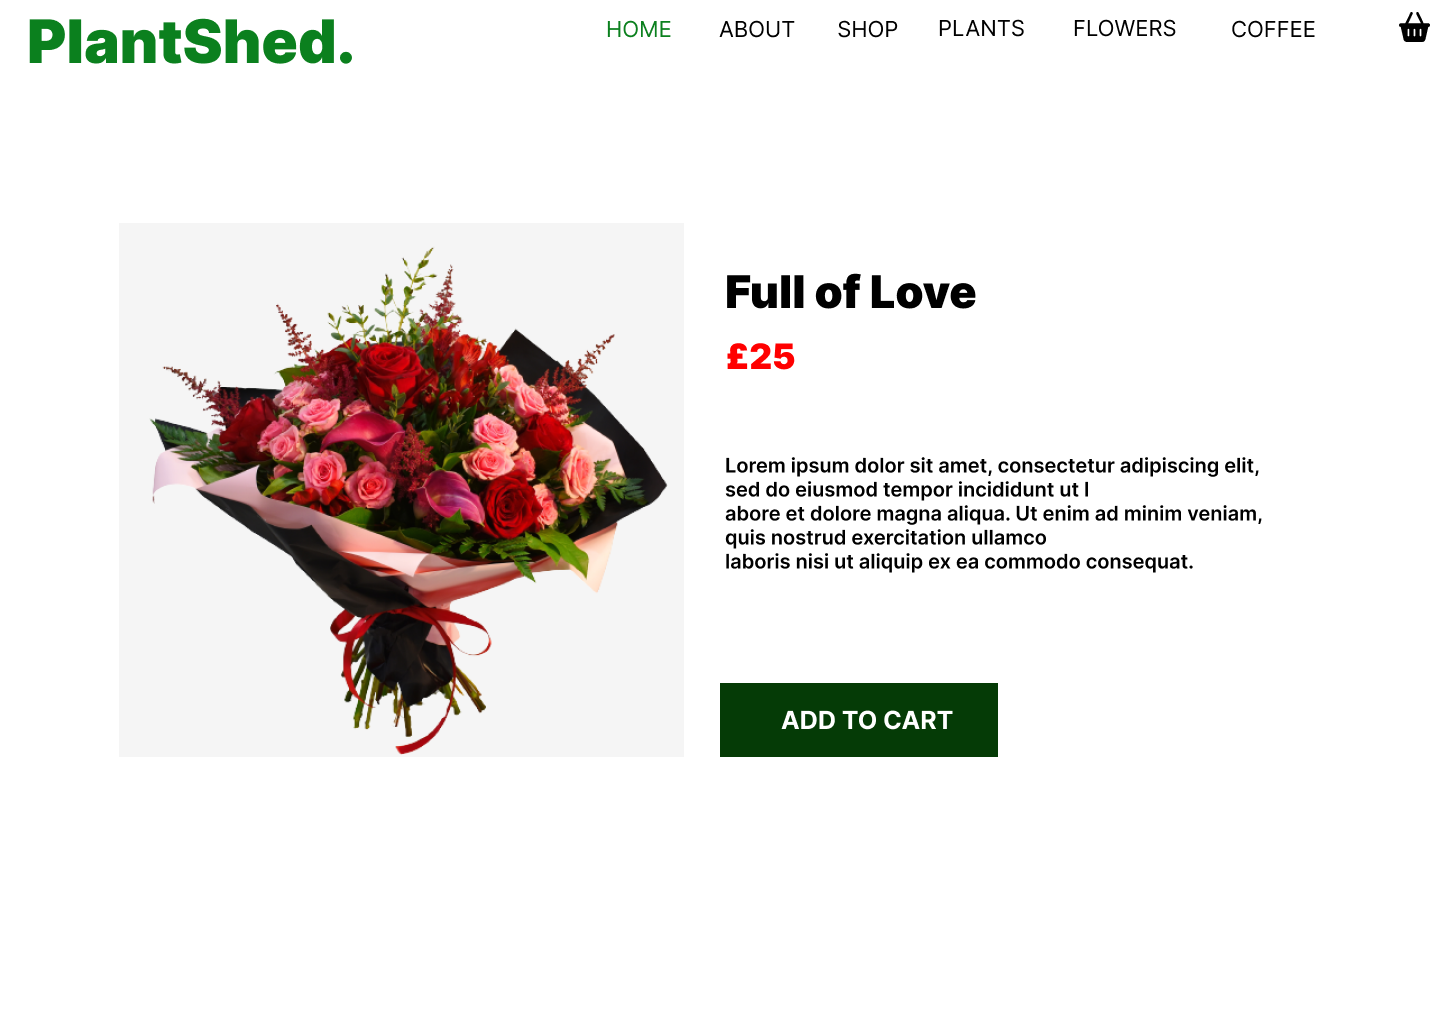 PlantShed.
HOME ABOUT SHOP PLANTS FLOWERS COFFEE
Full of Love
£25
Lorem ipsum dolor sit amet, consectetur adipiscing elit,
sed do eiusmod tempor incididunt ut l
abore et dolore magna aliqua. Ut enim ad minim veniam,
quis nostrud exercitation ullamco
laboris nisi ut aliquip ex ea commodo consequat.
ADD TO CART